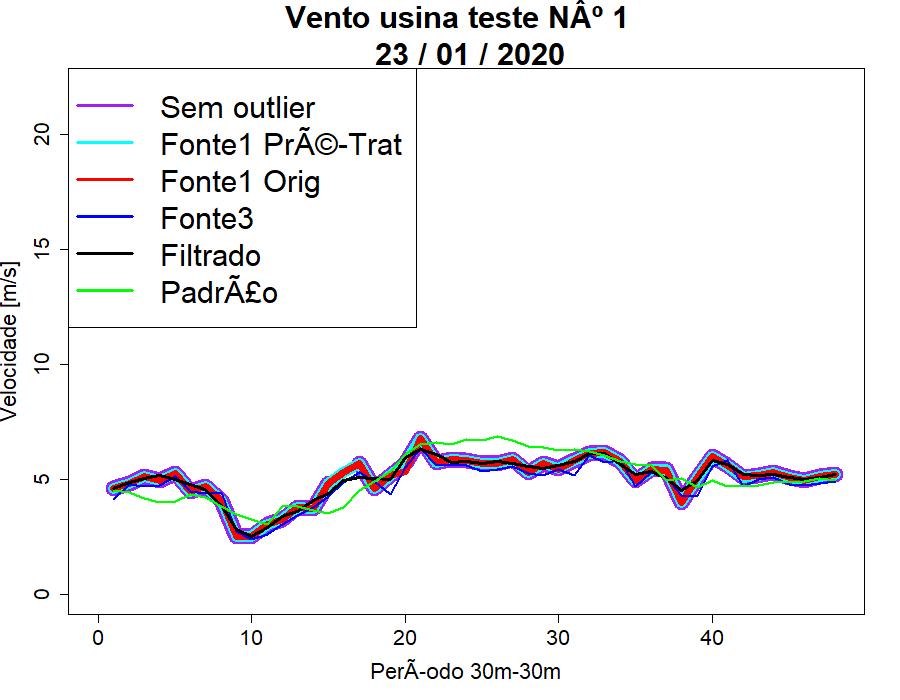 Vento usina teste NÂº 1
23 / 01 / 2020
Sem outlier
Fonte1 PrÃ©-Trat
Fonte1 Orig
Fonte3
Filtrado
PadrÃ£o
Velocidade [m/s]
20
15
10
5
0
0 10 20 30 40
PerÃ-odo 30m-30m